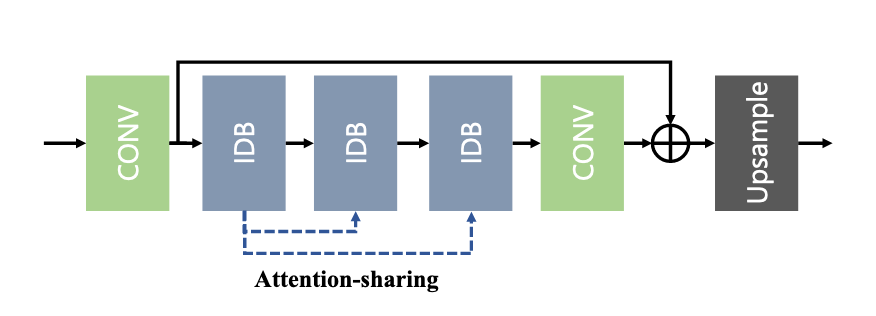 CONV
IDB
IDB
IDB
CONV
Upsample
Attention-sharing